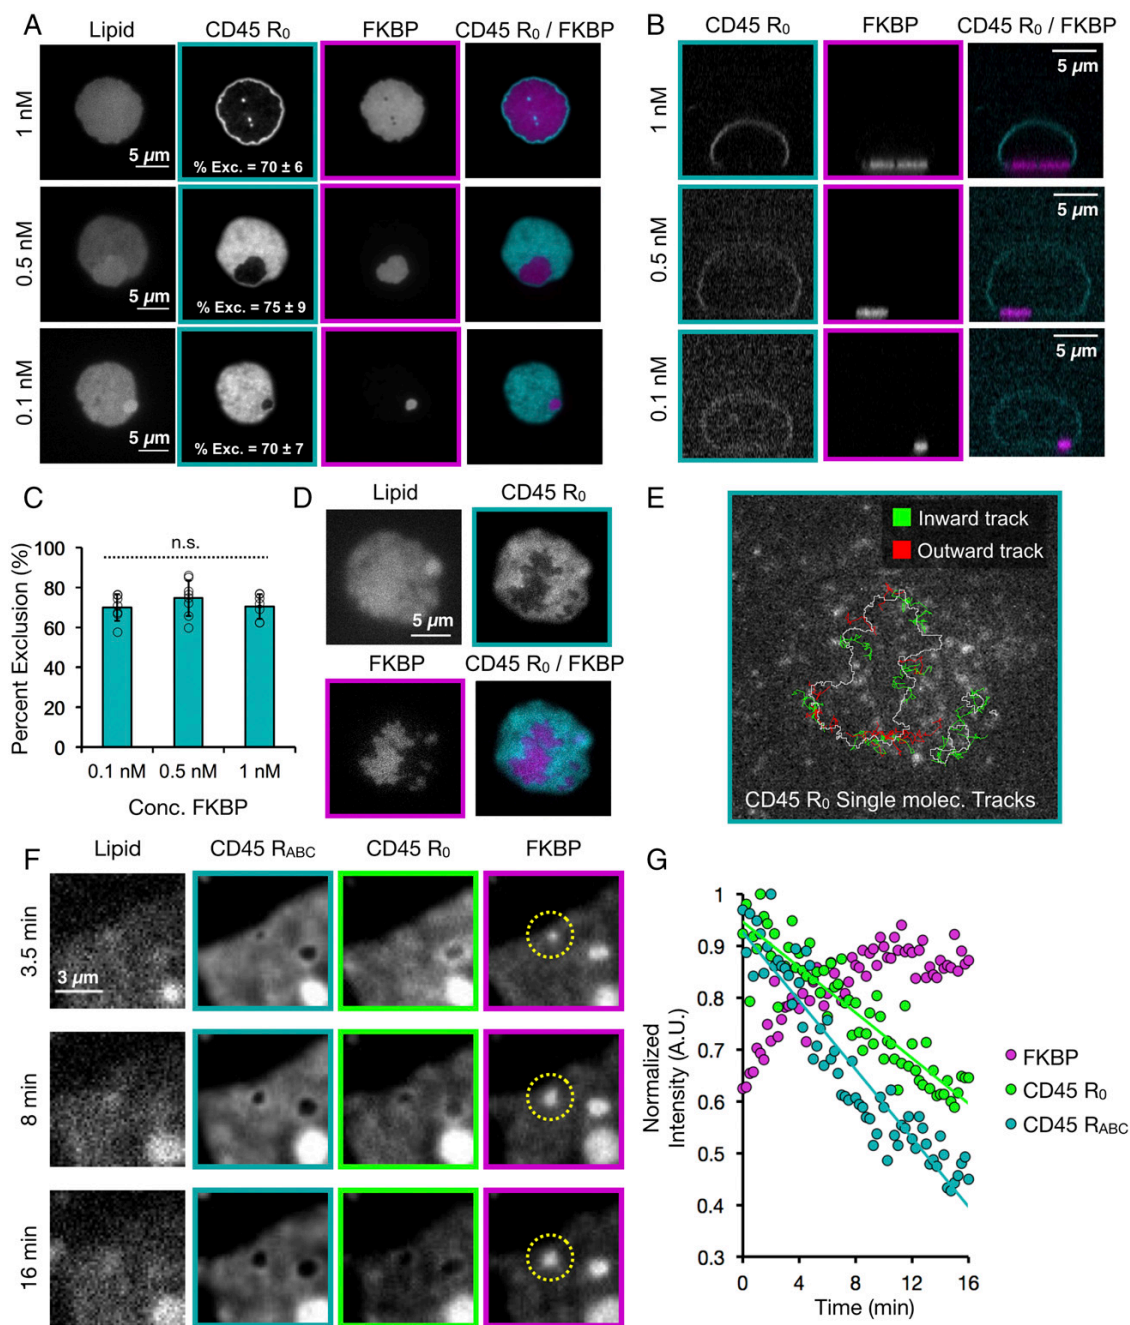 A
Lipid CD45 R₀ FKBP CD45 R₀ / FKBP
1 nM
5 µm
% Exc. = 70 ± 6
0.5 nM
5 µm
% Exc. = 75 ± 9
0.1 nM
5 µm
% Exc. = 70 ± 7
B
CD45 R₀ FKBP CD45 R₀ / FKBP
1 nM
5 µm
0.5 nM
5 µm
0.1 nM
5 µm
C
Percent Exclusion (%)
100
80
60
40
20
0
n.s.
0.1 nM 0.5 nM 1 nM
Conc. FKBP
D
Lipid CD45 R₀
5 µm
FKBP CD45 R₀ / FKBP
E
Inward track
Outward track
CD45 R₀ Single molec. Tracks
F
Lipid CD45 RABC CD45 R₀ FKBP
3.5 min
3 µm
8 min
16 min
G
Normalized
Intensity (A.U.)
1
0.9
0.8
0.7
0.6
0.5
0.4
0.3
0 4 8 12 16
Time (min)
FKBP
CD45 R₀
CD45 RABC